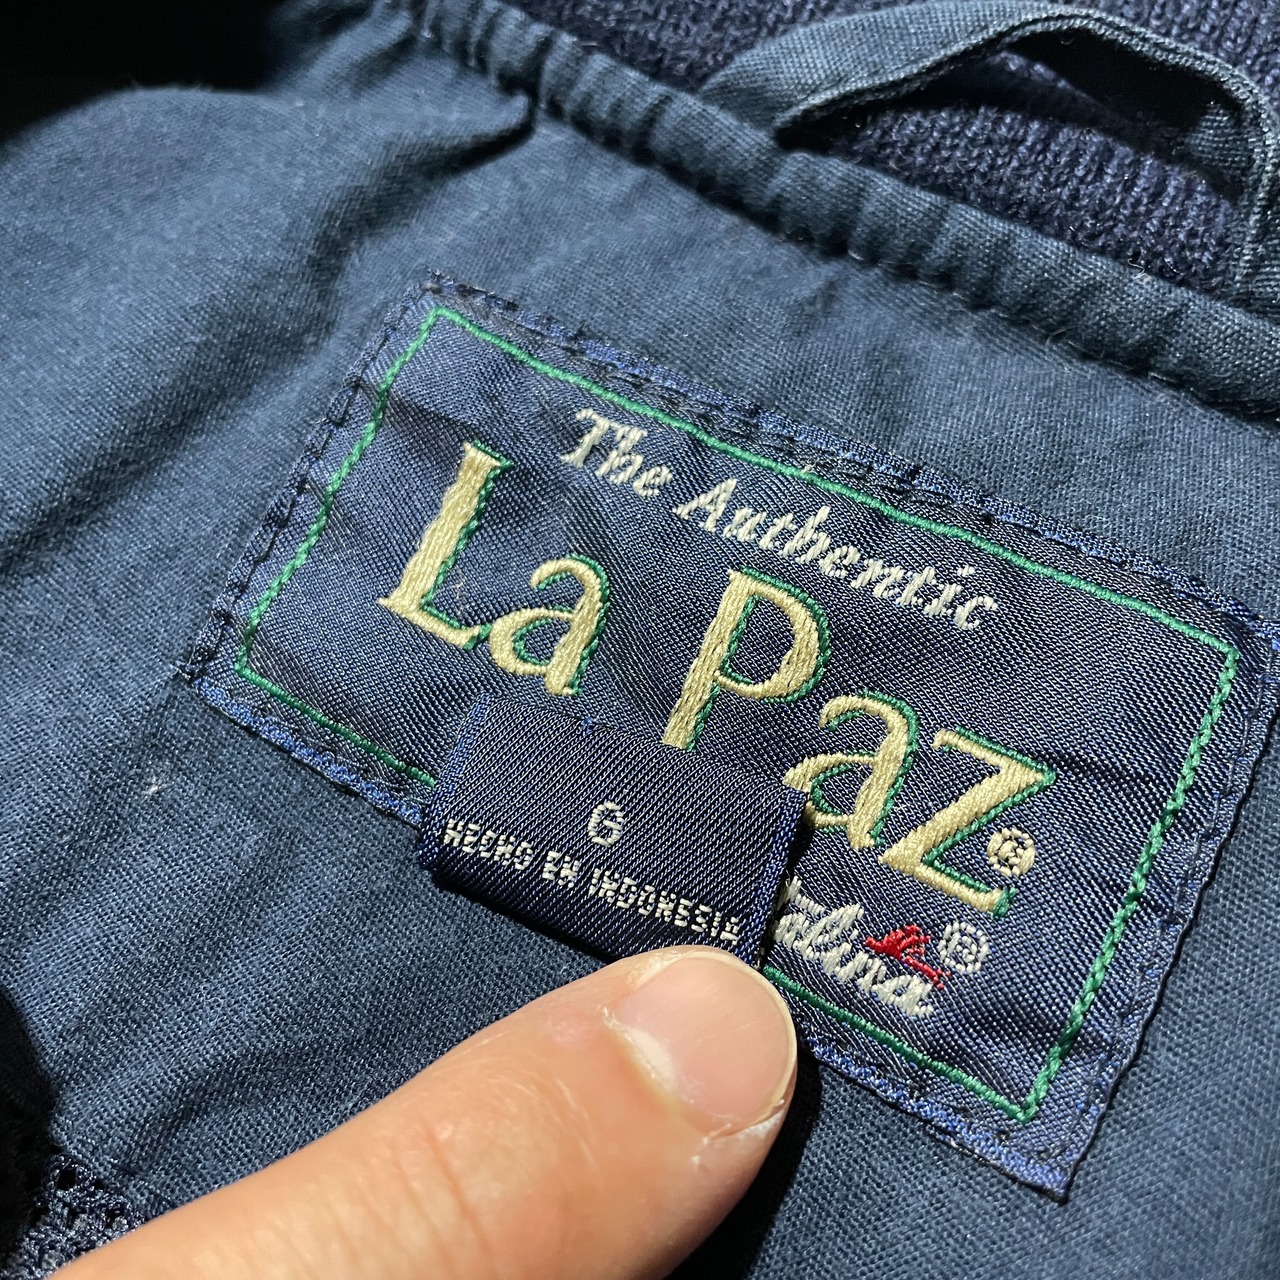 The Authentic
La Paz®
G
HECHO EN INDONESIA
®